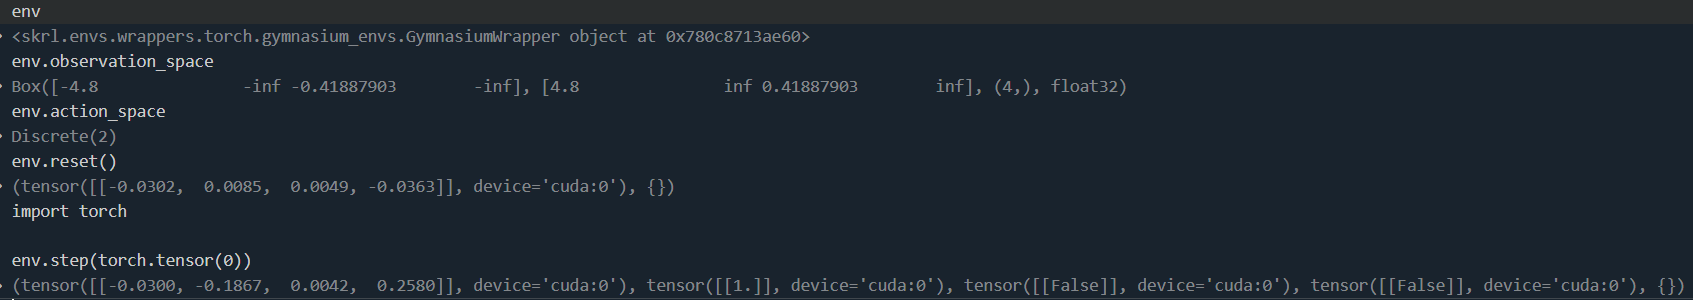 env
<skrl.envs.wrappers.torch.gymnasium_envs.GymnasiumWrapper object at 0x780c8713ae60>
env.observation_space
Box([-4.8               -inf -0.41887903        -inf], [4.8               inf 0.41887903        inf], (4,), float32)
env.action_space
Discrete(2)
env.reset()
(tensor([[-0.0302,  0.0085,  0.0049, -0.0363]], device='cuda:0'), {})
import torch
env.step(torch.tensor(0))
(tensor([[-0.0300, -0.1867,  0.0042,  0.2580]], device='cuda:0'), tensor([[1.]], device='cuda:0'), tensor([[False]], device='cuda:0'), tensor([[False]], device='cuda:0'), {})